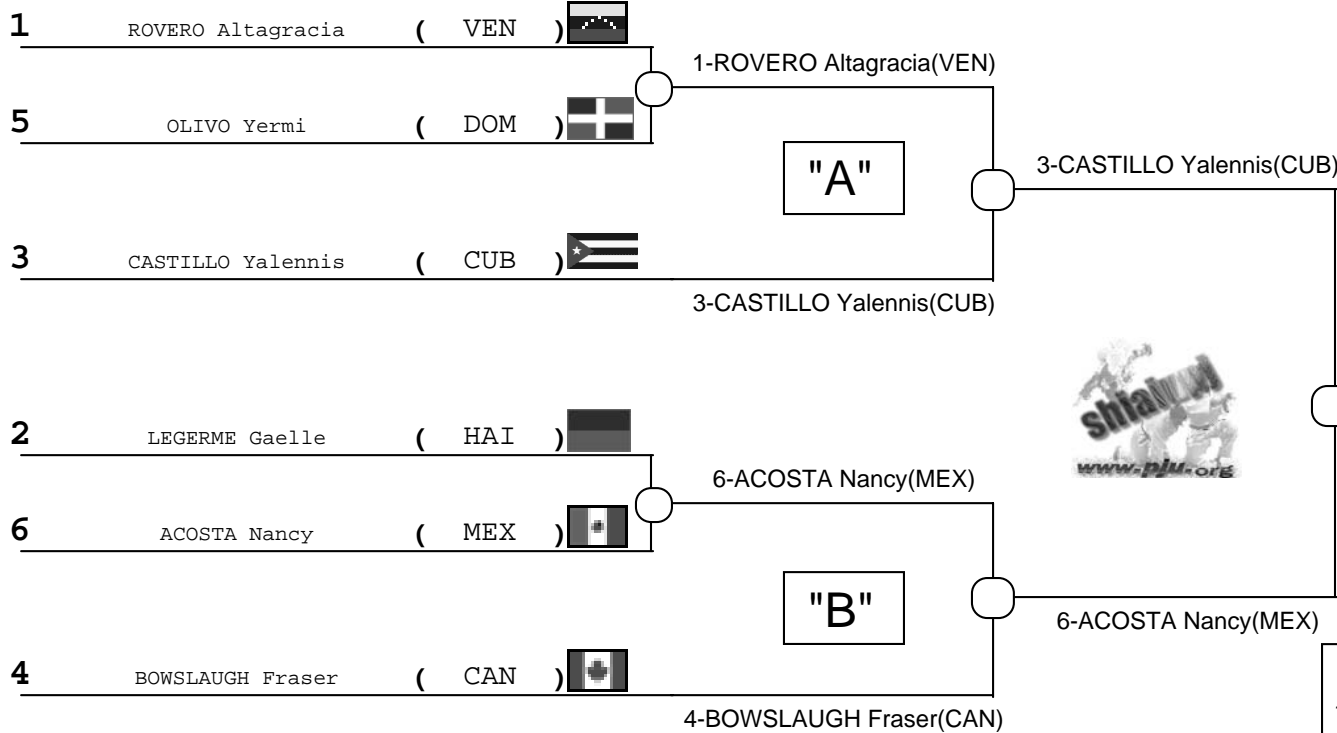 1 ROVERO Altagracia ( VEN )
1-ROVERO Altagracia(VEN)
5 OLIVO Yermi ( DOM )
"A"
3-CASTILLO Yalennis(CUB)
3 CASTILLO Yalennis ( CUB )
3-CASTILLO Yalennis(CUB)
shiai
www.pju.org
2 LEGERME Gaelle ( HAI )
6-ACOSTA Nancy(MEX)
6 ACOSTA Nancy ( MEX )
"B"
6-ACOSTA Nancy(MEX)
4 BOWSLAUGH Fraser ( CAN )
4-BOWSLAUGH Fraser(CAN)